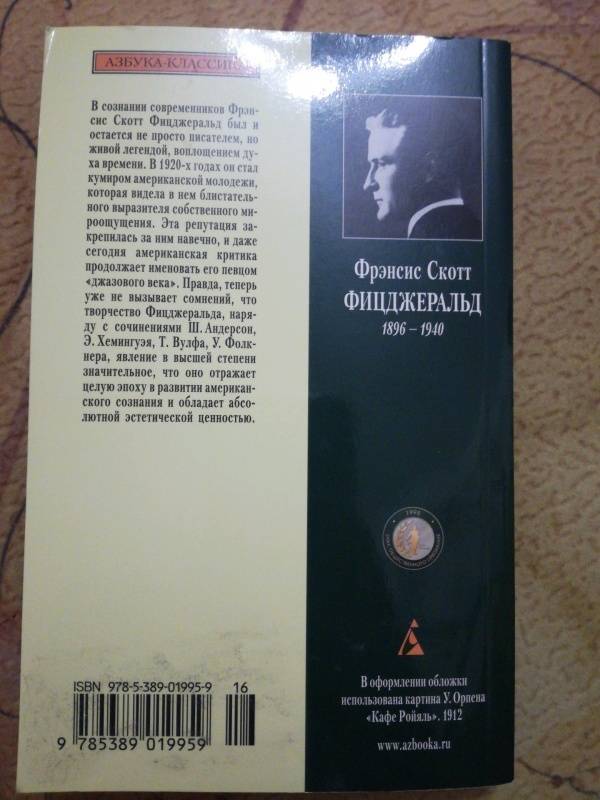 АЗБУКА-КЛАССИКА
В сознании современников Фрэн-
сис Скотт Фицджеральд был и
остается не просто писателем, но
живой легендой, воплощением ду-
ха времени. В 1920-х годах он стал
кумиром американской молодежи,
которая видела в нем блистатель-
ного выразителя собственного ми-
роощущения. Эта репутация за-
крепилась за ним навечно, и даже
сегодня американская критика
продолжает именовать его певцом
«джазового века». Правда, теперь
уже не вызывает сомнений, что
творчество Фицджеральда, наря-
ду с сочинениями Ш. Андерсон,
Э. Хемингуэя, Т. Вулфа, У. Фолк-
нера, явление в высшей степени
значительное, что оно отражает
целую эпоху в развитии американ-
ского сознания и обладает абсо-
лютной эстетической ценностью.
ISBN 978-5-389-01995-9 16
9 785389 019959
Фрэнсис Скотт
ФИЦДЖЕРАЛЬД
1896 – 1940
1998
В оформлении обложки
использована картина У. Орпена
«Кафе Ройяль». 1912
www.azbooka.ru